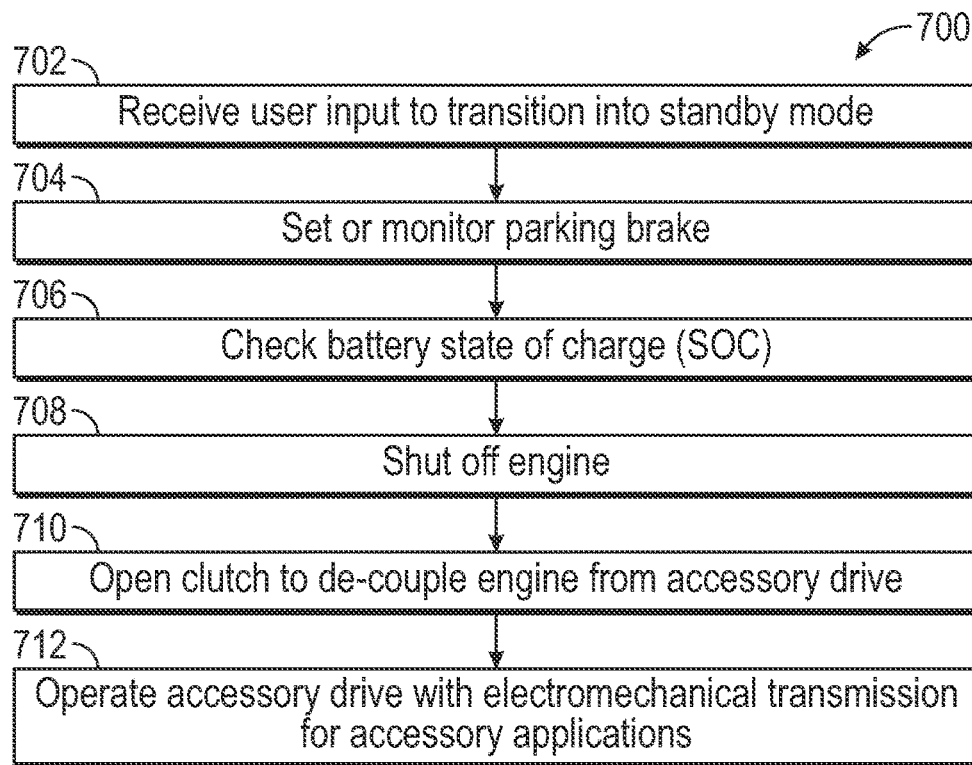 700
702
Receive user input to transition into standby mode
704
Set or monitor parking brake
706
Check battery state of charge (SOC)
708
Shut off engine
710
Open clutch to de-couple engine from accessory drive
712
Operate accessory drive with electromechanical transmission
for accessory applications